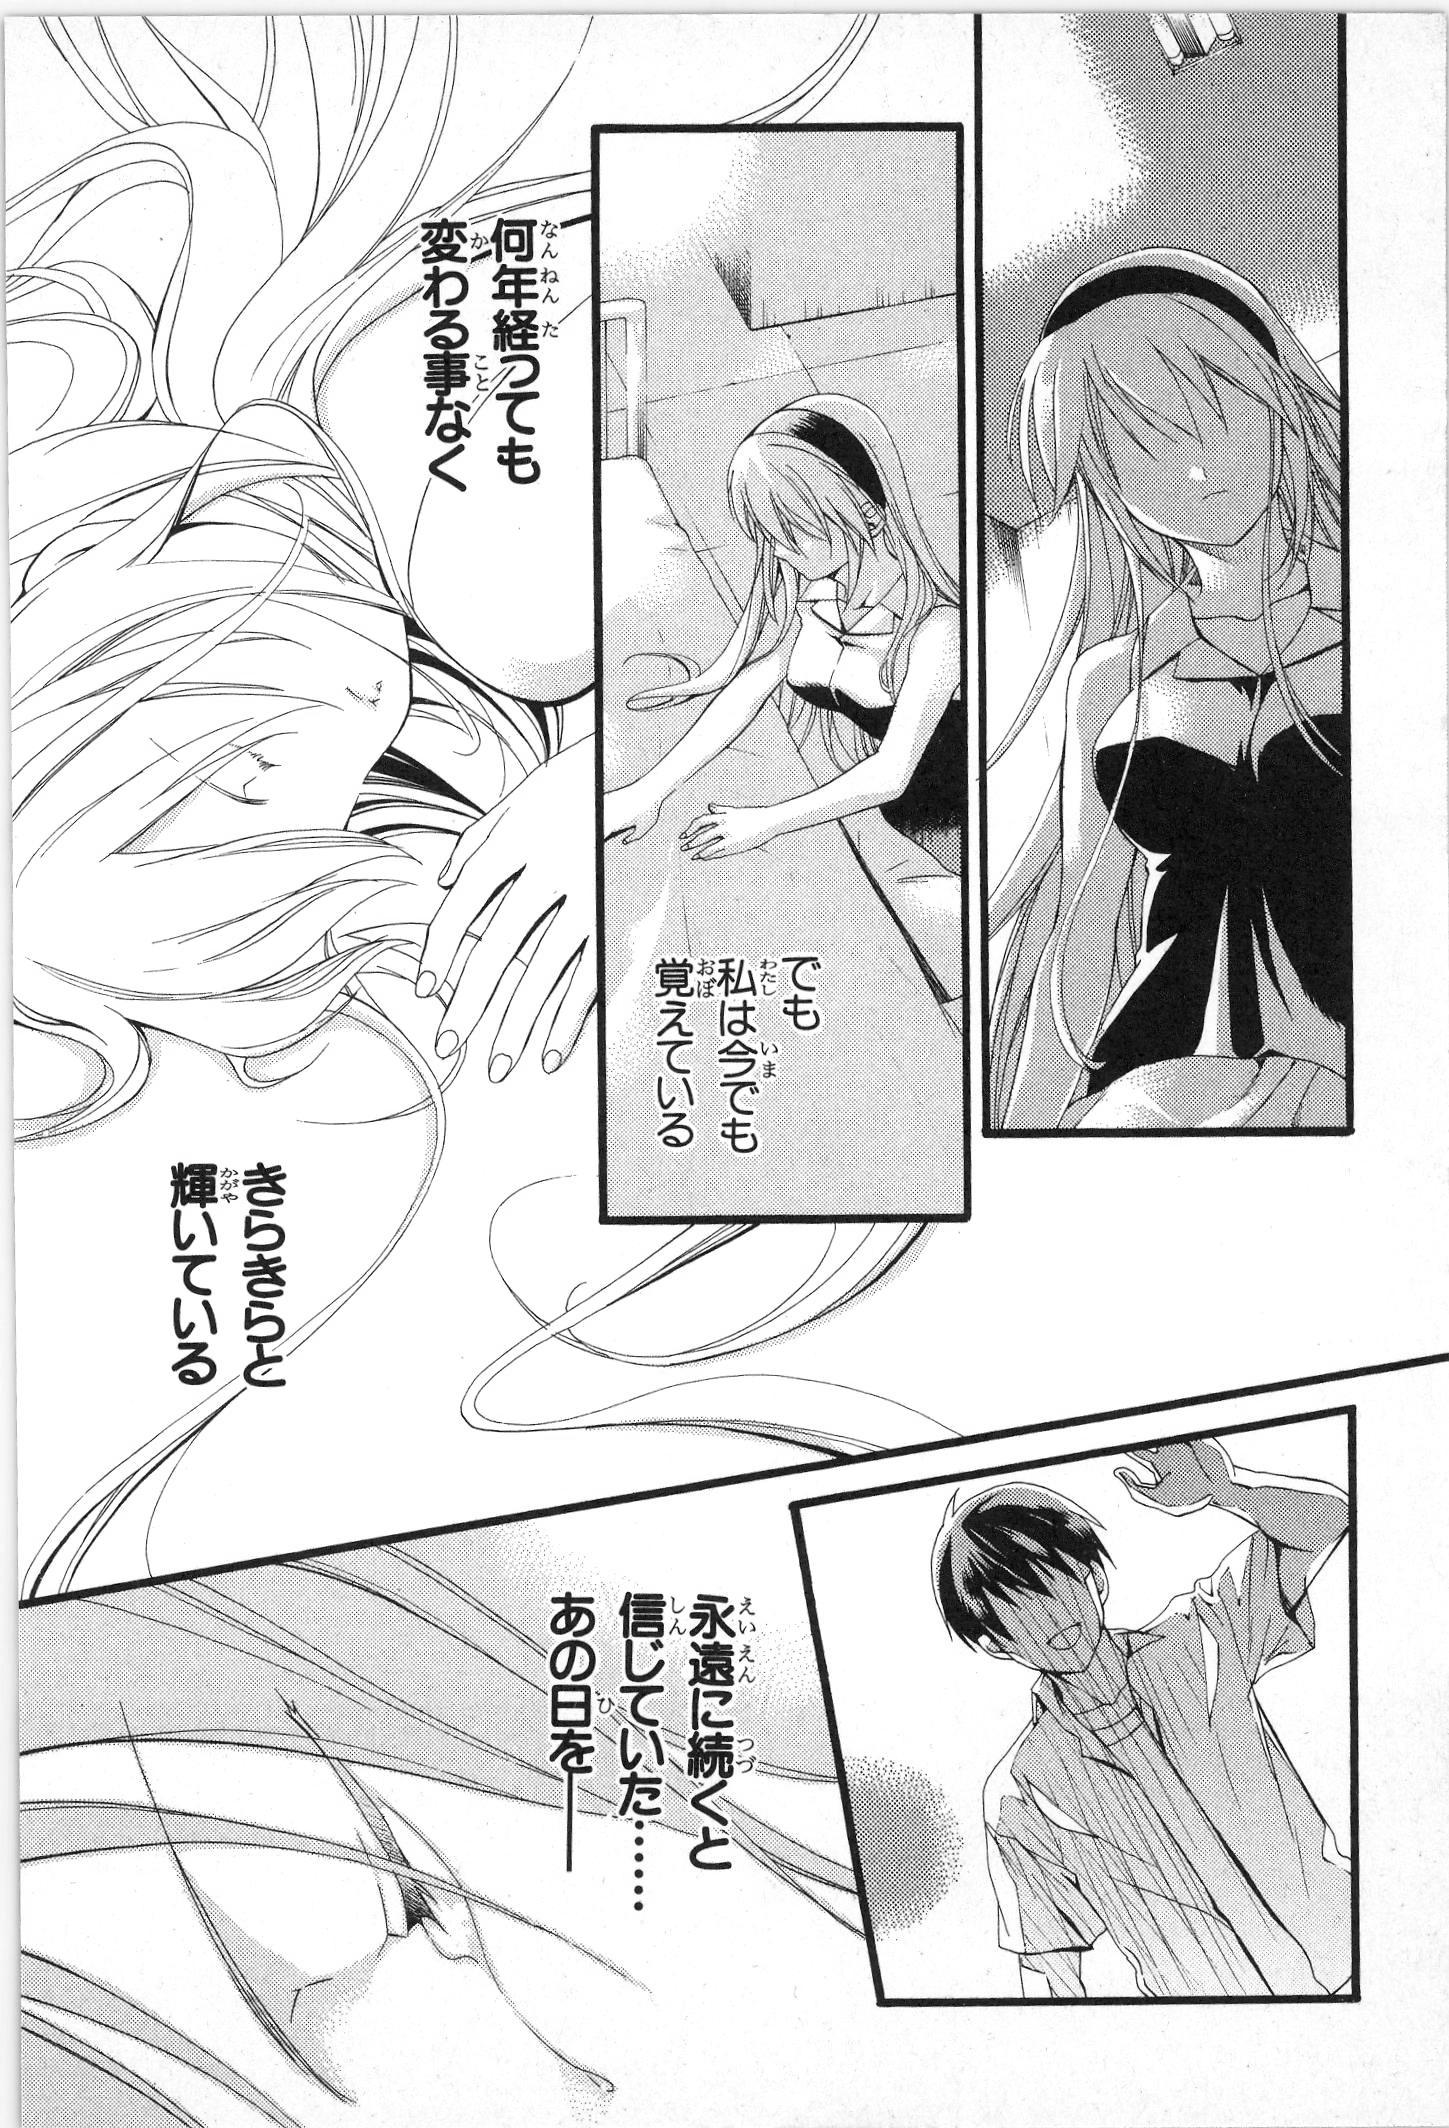 でも
私は今でも
覚えている
何年経っても
変わる事なく
きらきらと
輝いている
永遠に続くと
信じていた……
あの日を――